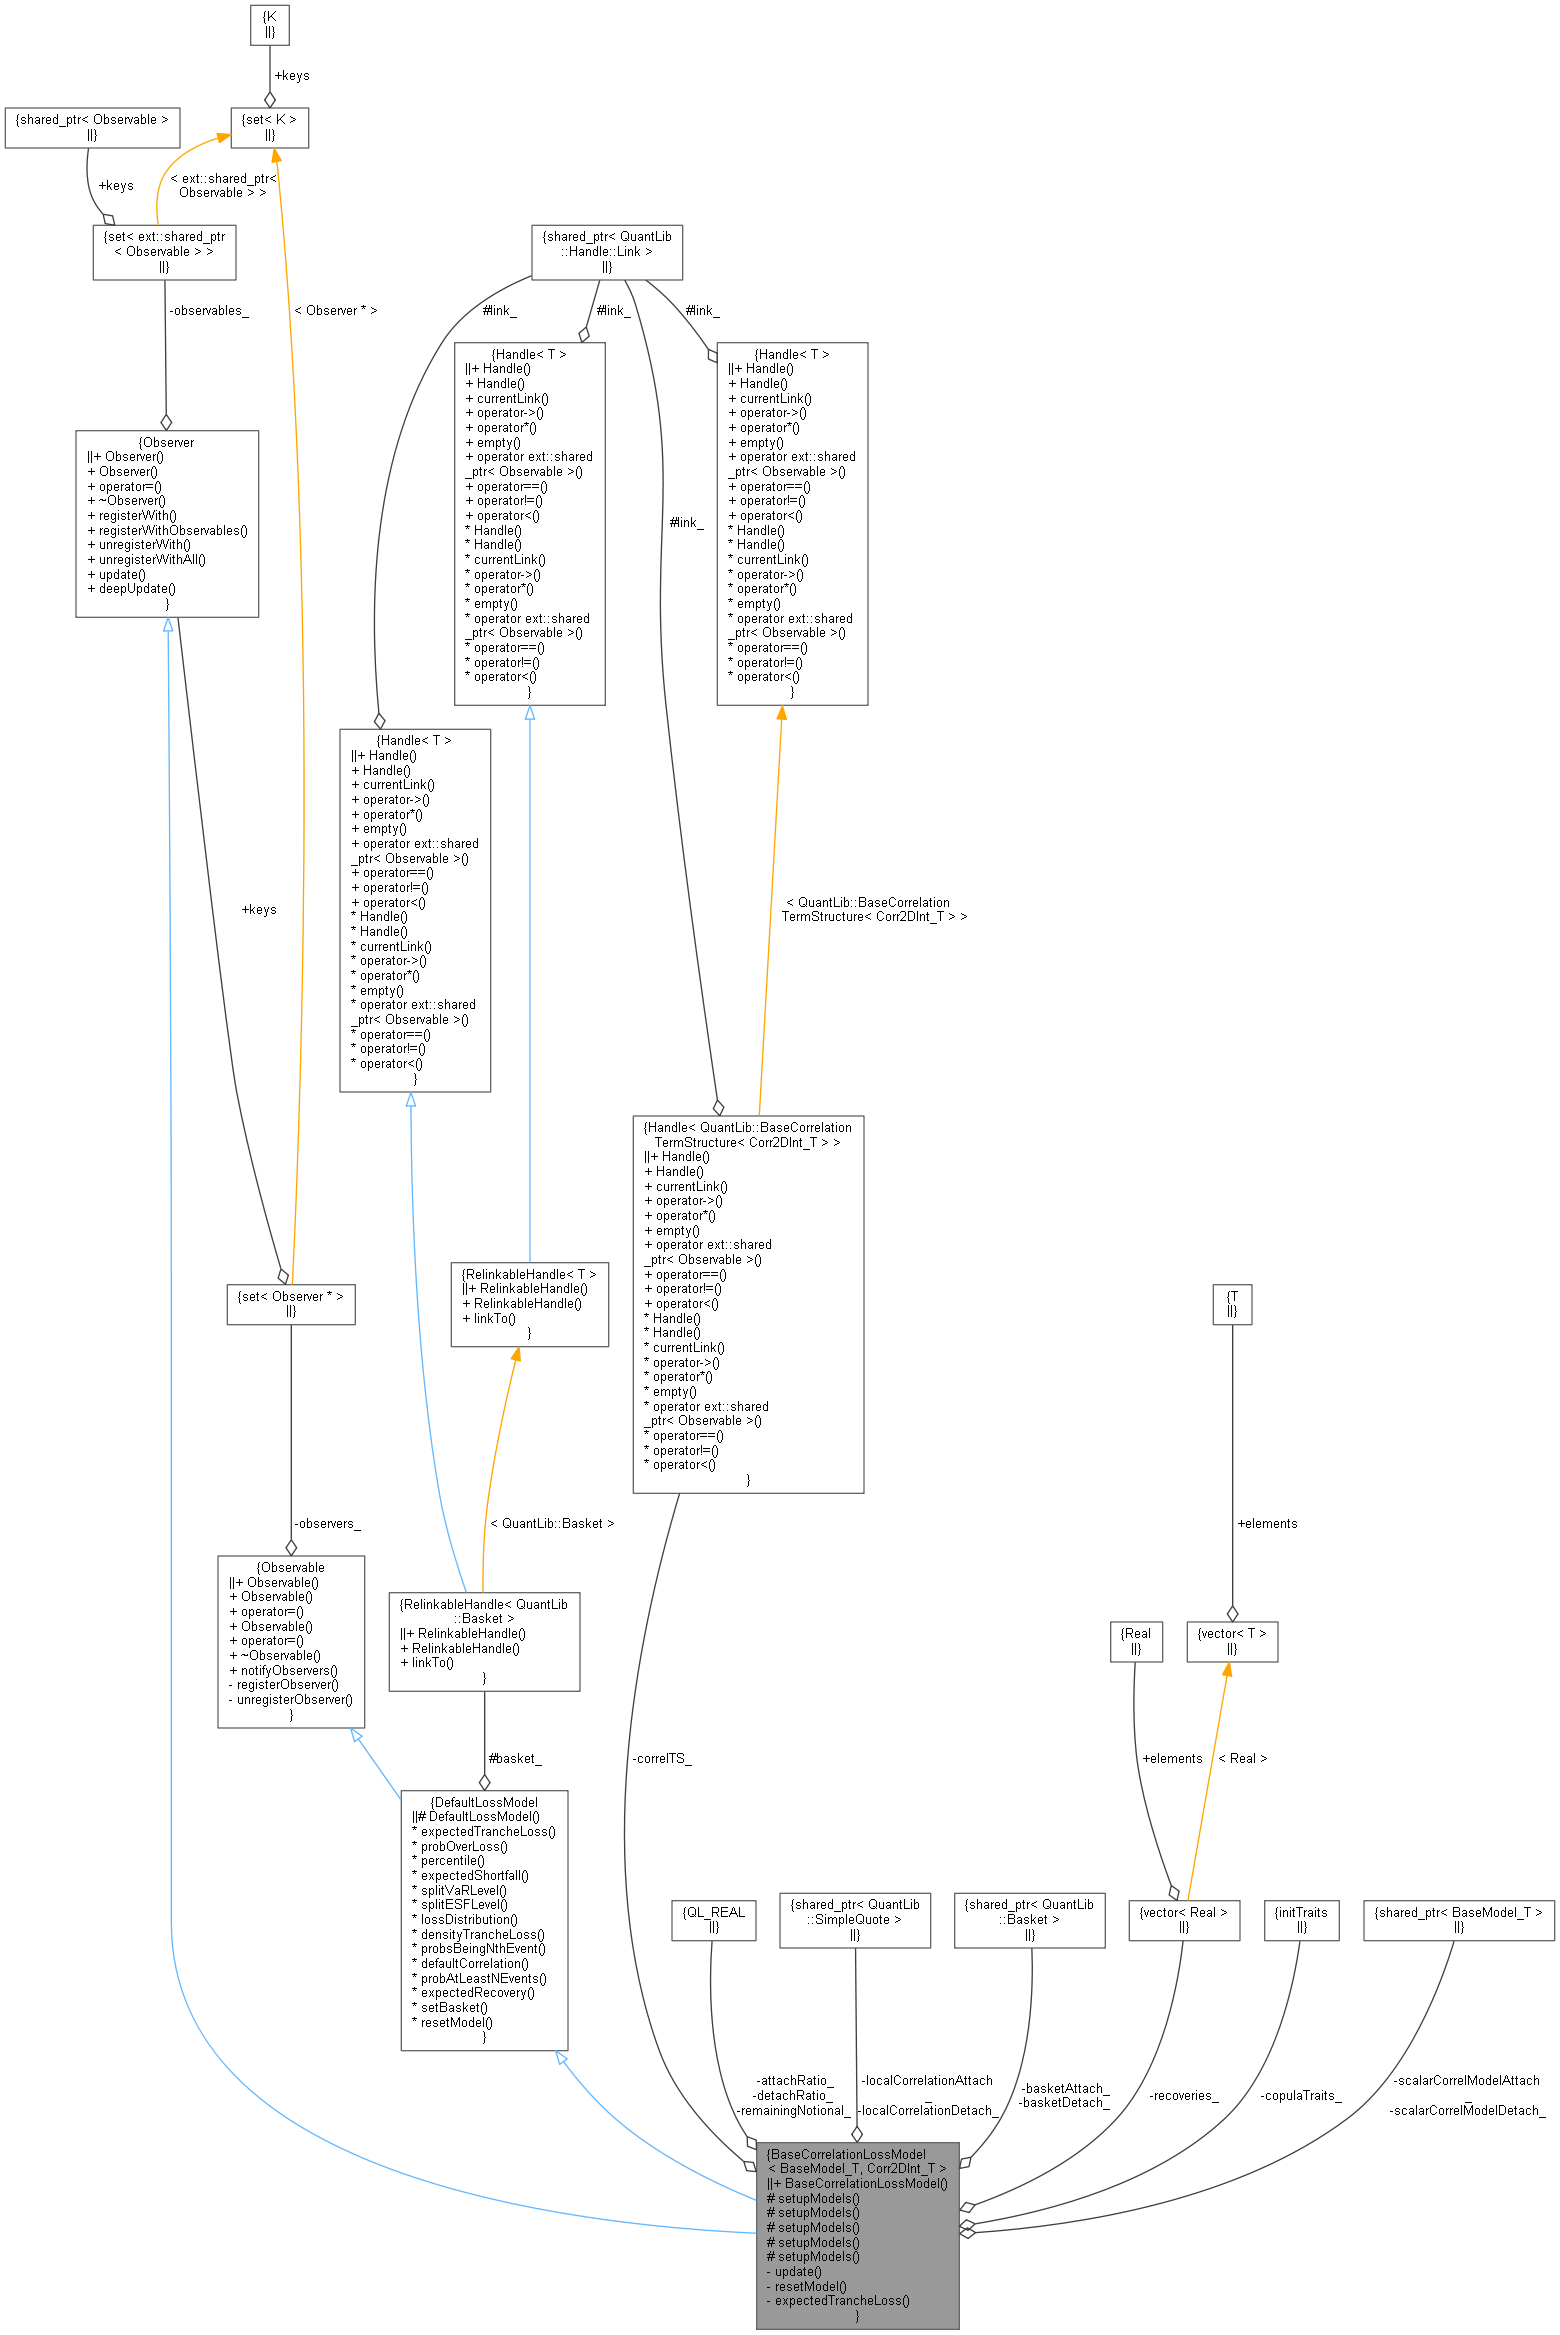 {K
||}
+keys
{shared_ptr< Observable >
||}
{set< K >
||}
+keys
< ext::shared_ptr<
Observable > >
{set< ext::shared_ptr
< Observable > >
||}
{shared_ptr< QuantLib
::Handle::Link >
||}
-observables_
< Observer * >
#link_
#link_
#link_
#link_
{Observer
||+ Observer()
+ Observer()
+ operator=()
+ ~Observer()
+ registerWith()
+ registerWithObservables()
+ unregisterWith()
+ unregisterWithAll()
+ update()
+ deepUpdate()
}
{Handle< T >
||+ Handle()
+ Handle()
+ currentLink()
+ operator->()
+ operator*()
+ empty()
+ operator ext::shared
_ptr< Observable >()
+ operator==()
+ operator!=()
+ operator<()
* Handle()
* Handle()
* currentLink()
* operator->()
* operator*()
* empty()
* operator ext::shared
_ptr< Observable >()
* operator==()
* operator!=()
* operator<()
}
{Handle< T >
||+ Handle()
+ Handle()
+ currentLink()
+ operator->()
+ operator*()
+ empty()
+ operator ext::shared
_ptr< Observable >()
+ operator==()
+ operator!=()
+ operator<()
* Handle()
* Handle()
* currentLink()
* operator->()
* operator*()
* empty()
* operator ext::shared
_ptr< Observable >()
* operator==()
* operator!=()
* operator<()
}
{Handle< T >
||+ Handle()
+ Handle()
+ currentLink()
+ operator->()
+ operator*()
+ empty()
+ operator ext::shared
_ptr< Observable >()
+ operator==()
+ operator!=()
+ operator<()
* Handle()
* Handle()
* currentLink()
* operator->()
* operator*()
* empty()
* operator ext::shared
_ptr< Observable >()
* operator==()
* operator!=()
* operator<()
}
+keys
< QuantLib::BaseCorrelation
TermStructure< Corr2DInt_T > >
{Handle< QuantLib::BaseCorrelation
TermStructure< Corr2DInt_T > >
||+ Handle()
+ Handle()
+ currentLink()
+ operator->()
+ operator*()
+ empty()
+ operator ext::shared
_ptr< Observable >()
+ operator==()
+ operator!=()
+ operator<()
* Handle()
* Handle()
* currentLink()
* operator->()
* operator*()
* empty()
* operator ext::shared
_ptr< Observable >()
* operator==()
* operator!=()
* operator<()
}
{set< Observer * >
||}
{RelinkableHandle< T >
||+ RelinkableHandle()
+ RelinkableHandle()
+ linkTo()
}
{T
||}
-observers_
< QuantLib::Basket >
+elements
{Observable
||+ Observable()
+ Observable()
+ operator=()
+ Observable()
+ operator=()
+ ~Observable()
+ notifyObservers()
- registerObserver()
- unregisterObserver()
}
{RelinkableHandle< QuantLib
::Basket >
||+ RelinkableHandle()
+ RelinkableHandle()
+ linkTo()
}
{Real
||}
{vector< T >
||}
#basket_
-correlTS_
+elements
< Real >
{DefaultLossModel
||# DefaultLossModel()
* expectedTrancheLoss()
* probOverLoss()
* percentile()
* expectedShortfall()
* splitVaRLevel()
* splitESFLevel()
* lossDistribution()
* densityTrancheLoss()
* probsBeingNthEvent()
* defaultCorrelation()
* probAtLeastNEvents()
* expectedRecovery()
* setBasket()
* resetModel()
}
{QL_REAL
||}
{shared_ptr< QuantLib
::SimpleQuote >
||}
{shared_ptr< QuantLib
::Basket >
||}
{vector< Real >
||}
{initTraits
||}
{shared_ptr< BaseModel_T >
||}
-attachRatio_
-detachRatio_
-remainingNotional_
-localCorrelationAttach
_
-localCorrelationDetach_
-basketAttach_
-basketDetach_
-recoveries_
-copulaTraits_
-scalarCorrelModelAttach
_
-scalarCorrelModelDetach_
{BaseCorrelationLossModel
< BaseModel_T, Corr2DInt_T >
||+ BaseCorrelationLossModel()
# setupModels()
# setupModels()
# setupModels()
# setupModels()
# setupModels()
- update()
- resetModel()
- expectedTrancheLoss()
}